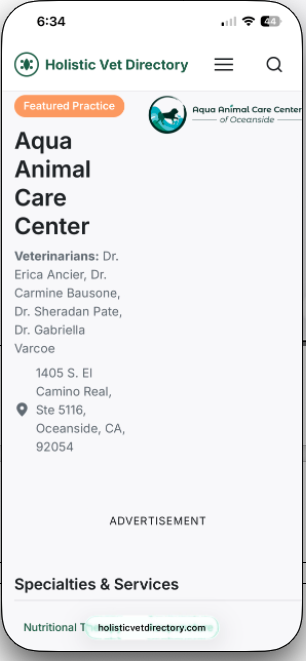 6:34
44
Holistic Vet Directory
Featured Practice
Aqua Animal Care Center
of Oceanside
Aqua
Animal
Care
Center
Veterinarians: Dr.
Erica Ancier, Dr.
Carmine Bausone,
Dr. Sheradan Pate,
Dr. Gabriella
Varcoe
1405 S. El
Camino Real,
Ste 5116,
Oceanside, CA,
92054
ADVERTISEMENT
Specialties & Services
Nutritional T
holisticvetdirectory.com